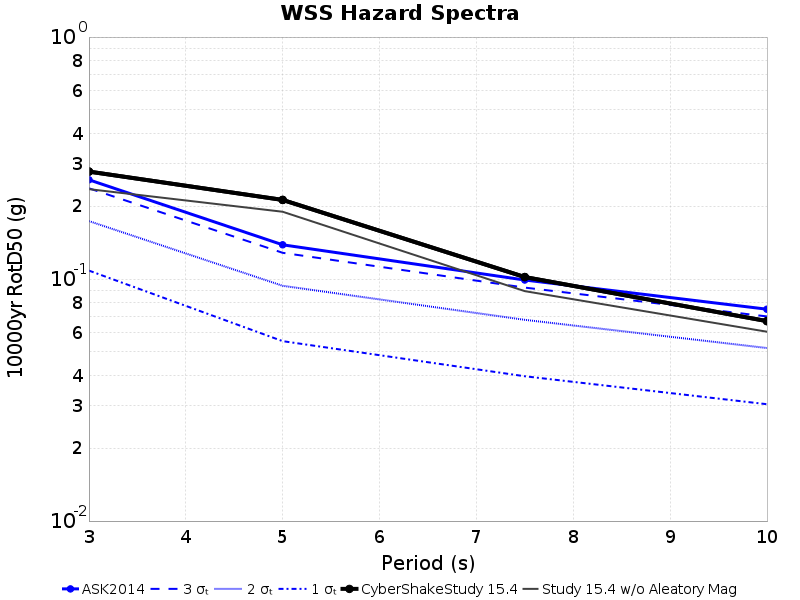 WSS Hazard Spectra
10000yr RotD50 (g)
10^0
8
6
4
3
2
10^-1
8
6
4
3
2
10^-2
3 4 5 6 7 8 9 10
Period (s)
ASK2014 3 σₜ 2 σₜ 1 σₜ CyberShakeStudy 15.4 Study 15.4 w/o Aleatory Mag